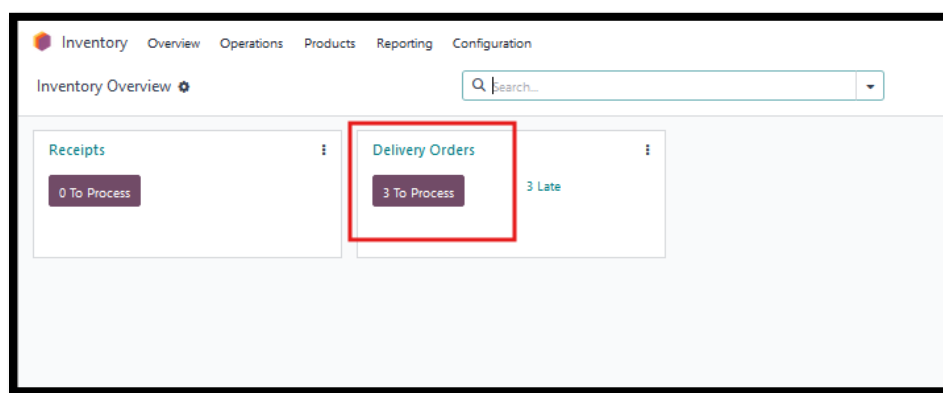 Inventory Overview Operations Products Reporting Configuration
Inventory Overview
Search...
Receipts
0 To Process
Delivery Orders
3 To Process
3 Late